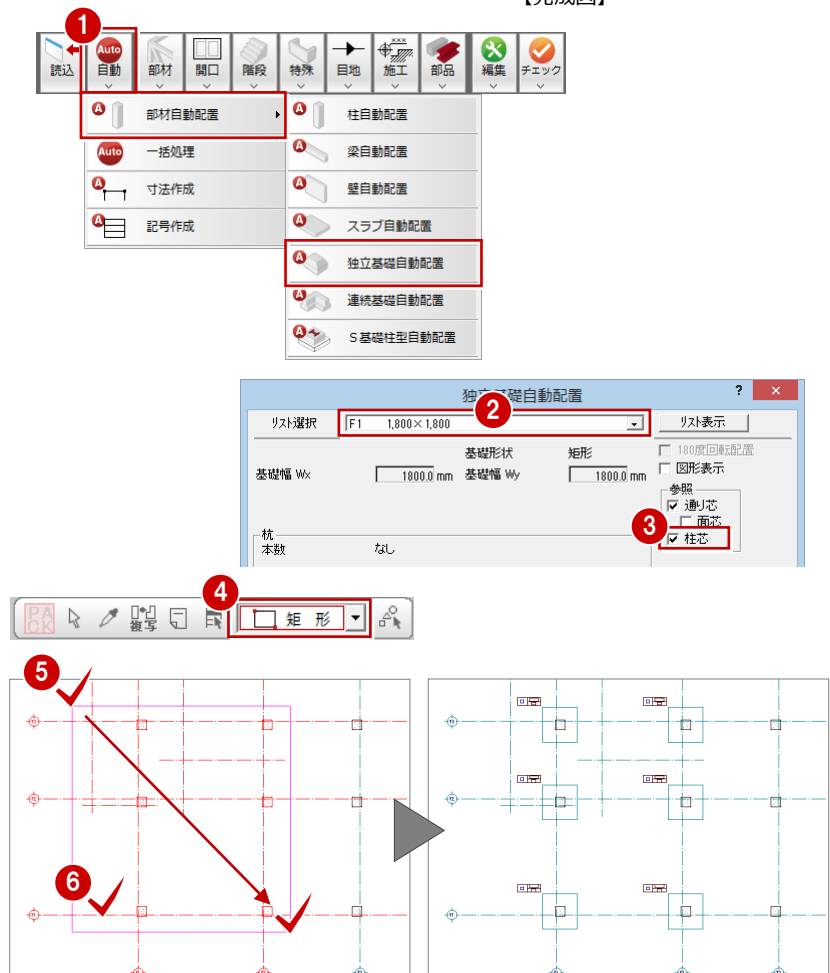 【完成図】
1
Auto
読込 自動 部材 開口 階段 特殊 目地 施工 部品 編集 チェック
A 部材自動配置
Auto 一括処理
A 寸法作成
A 記号作成
A 柱自動配置
A 梁自動配置
A 壁自動配置
A スラブ自動配置
A 独立基礎自動配置
A 連続基礎自動配置
A S基礎柱型自動配置
独立基礎自動配置 ? ×
2
リスト選択 F1 1,800×1,800 リスト表示
基礎形状 矩形 180度回転配置
基礎幅 Wx 1800.0 mm 基礎幅 Wy 1800.0 mm 図形表示
参照
通り芯
面芯
3 柱芯
杭
本数 なし
4
PACK 複写 矩 形
5
6